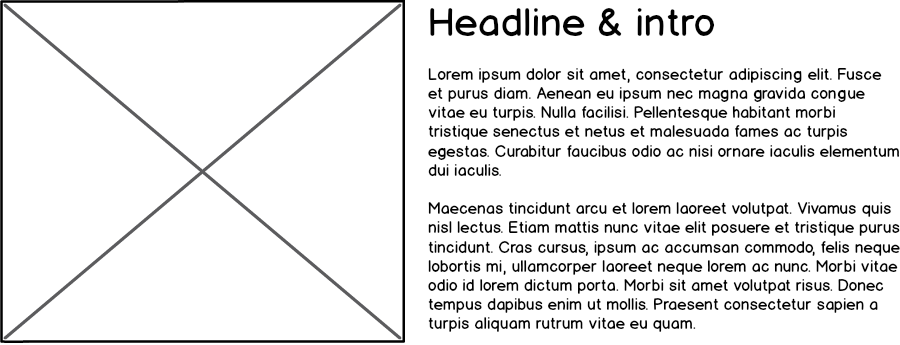 Headline & intro
Lorem ipsum dolor sit amet, consectetur adipiscing elit. Fusce
et purus diam. Aenean eu ipsum nec magna gravida congue
vitae eu turpis. Nulla facilisi. Pellentesque habitant morbi
tristique senectus et netus et malesuada fames ac turpis
egestas. Curabitur faucibus odio ac nisi ornare iaculis elementum
dui iaculis.
Maecenas tincidunt arcu et lorem laoreet volutpat. Vivamus quis
nisl lectus. Etiam mattis nunc vitae elit posuere et tristique purus
tincidunt. Cras cursus, ipsum ac accumsan commodo, felis neque
lobortis mi, ullamcorper laoreet neque lorem ac nunc. Morbi vitae
odio id lorem dictum porta. Morbi sit amet volutpat risus. Donec
tempus dapibus enim ut mollis. Praesent consectetur sapien a
turpis aliquam rutrum vitae eu quam.